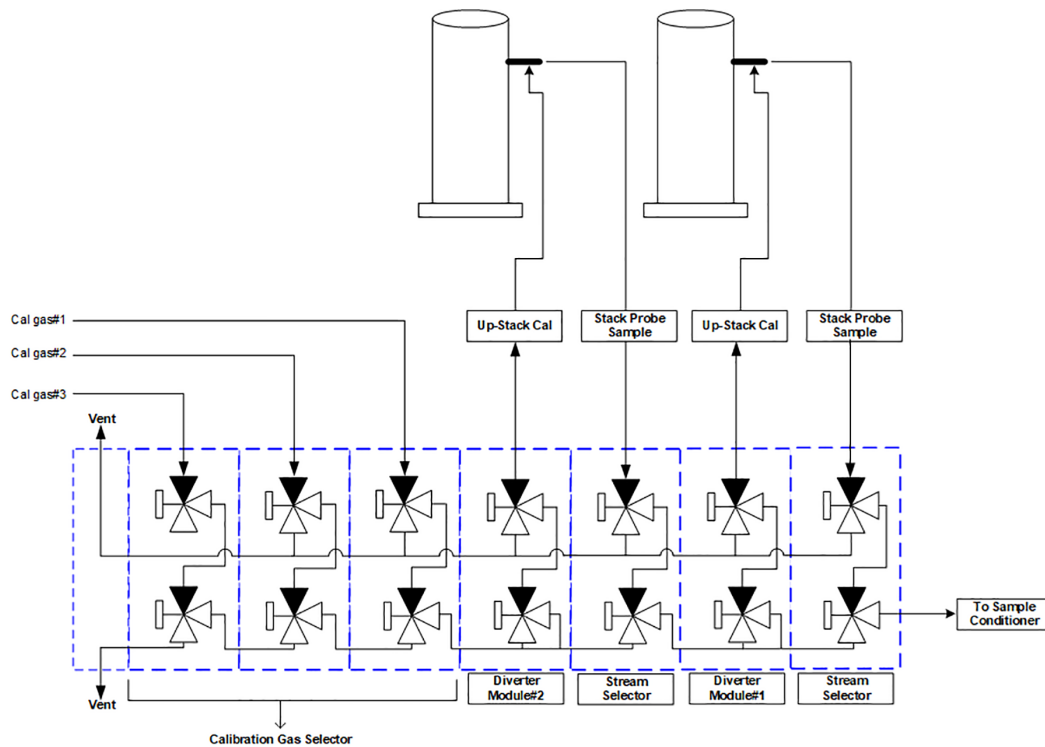 Cal gas#1
Up-Stack Cal
Stack Probe
Sample
Up-Stack Cal
Stack Probe
Sample
Cal gas#2
Cal gas#3
Vent
To Sample
Conditioner
Vent
Diverter
Module#2
Stream
Selector
Diverter
Module#1
Stream
Selector
Calibration Gas Selector